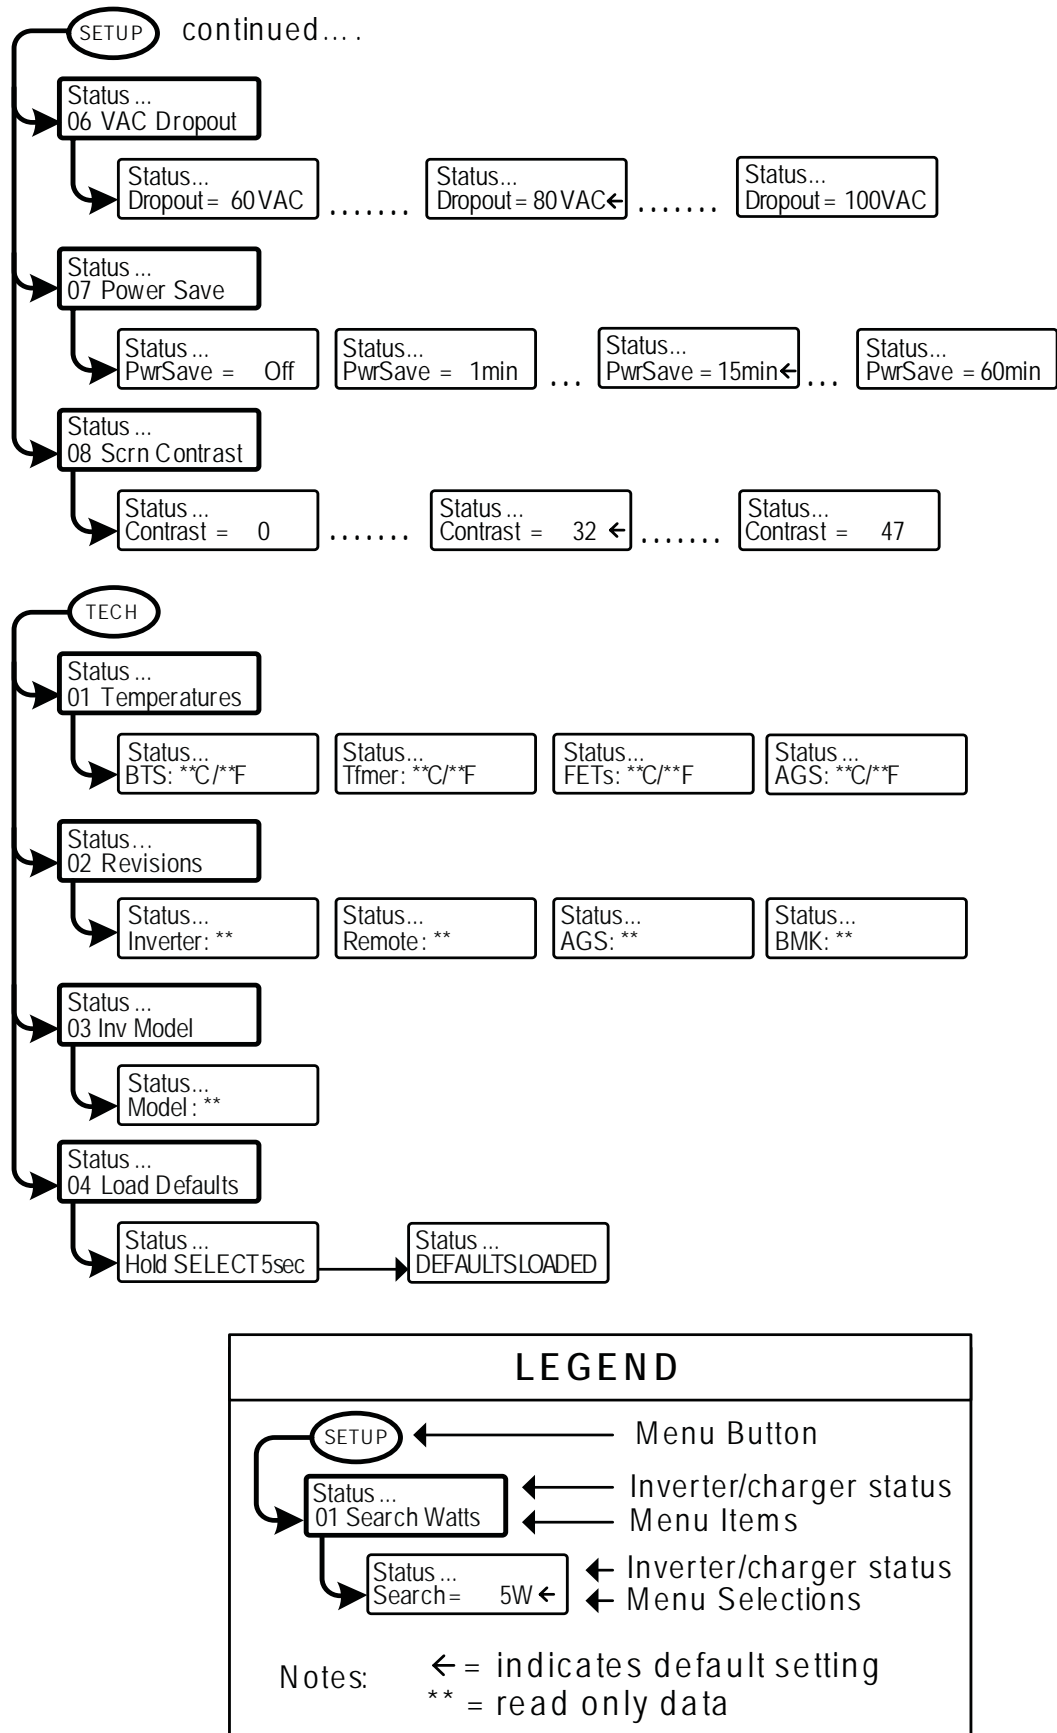 SETUP continued....
Status...
06 VAC Dropout
Status...
Dropout= 60VAC
.......
Status...
Dropout=80VAC←
.......
Status...
Dropout= 100VAC
Status...
07 Power Save
Status...
PwrSave = Off
Status...
PwrSave = 1min
...
Status...
PwrSave = 15min←
...
Status...
PwrSave = 60min
Status...
08 Scrn Contrast
Status...
Contrast = 0
.......
Status...
Contrast = 32 ←
.......
Status...
Contrast = 47
TECH
Status...
01 Temperatures
Status...
BTS: **C/**F
Status...
Tfmer: **C/**F
Status...
FETs: **C/**F
Status...
AGS: **C/**F
Status...
02 Revisions
Status...
Inverter: **
Status...
Remote: **
Status...
AGS: **
Status...
BMK: **
Status...
03 Inv Model
Status...
Model: **
Status...
04 Load Defaults
Status...
Hold SELECT 5sec
Status...
DEFAULTS LOADED
LEGEND
SETUP
Menu Button
Status...
01 Search Watts
Inverter/charger status
Menu Items
Status...
Search= 5W ←
Inverter/charger status
Menu Selections
Notes: ← = indicates default setting
** = read only data